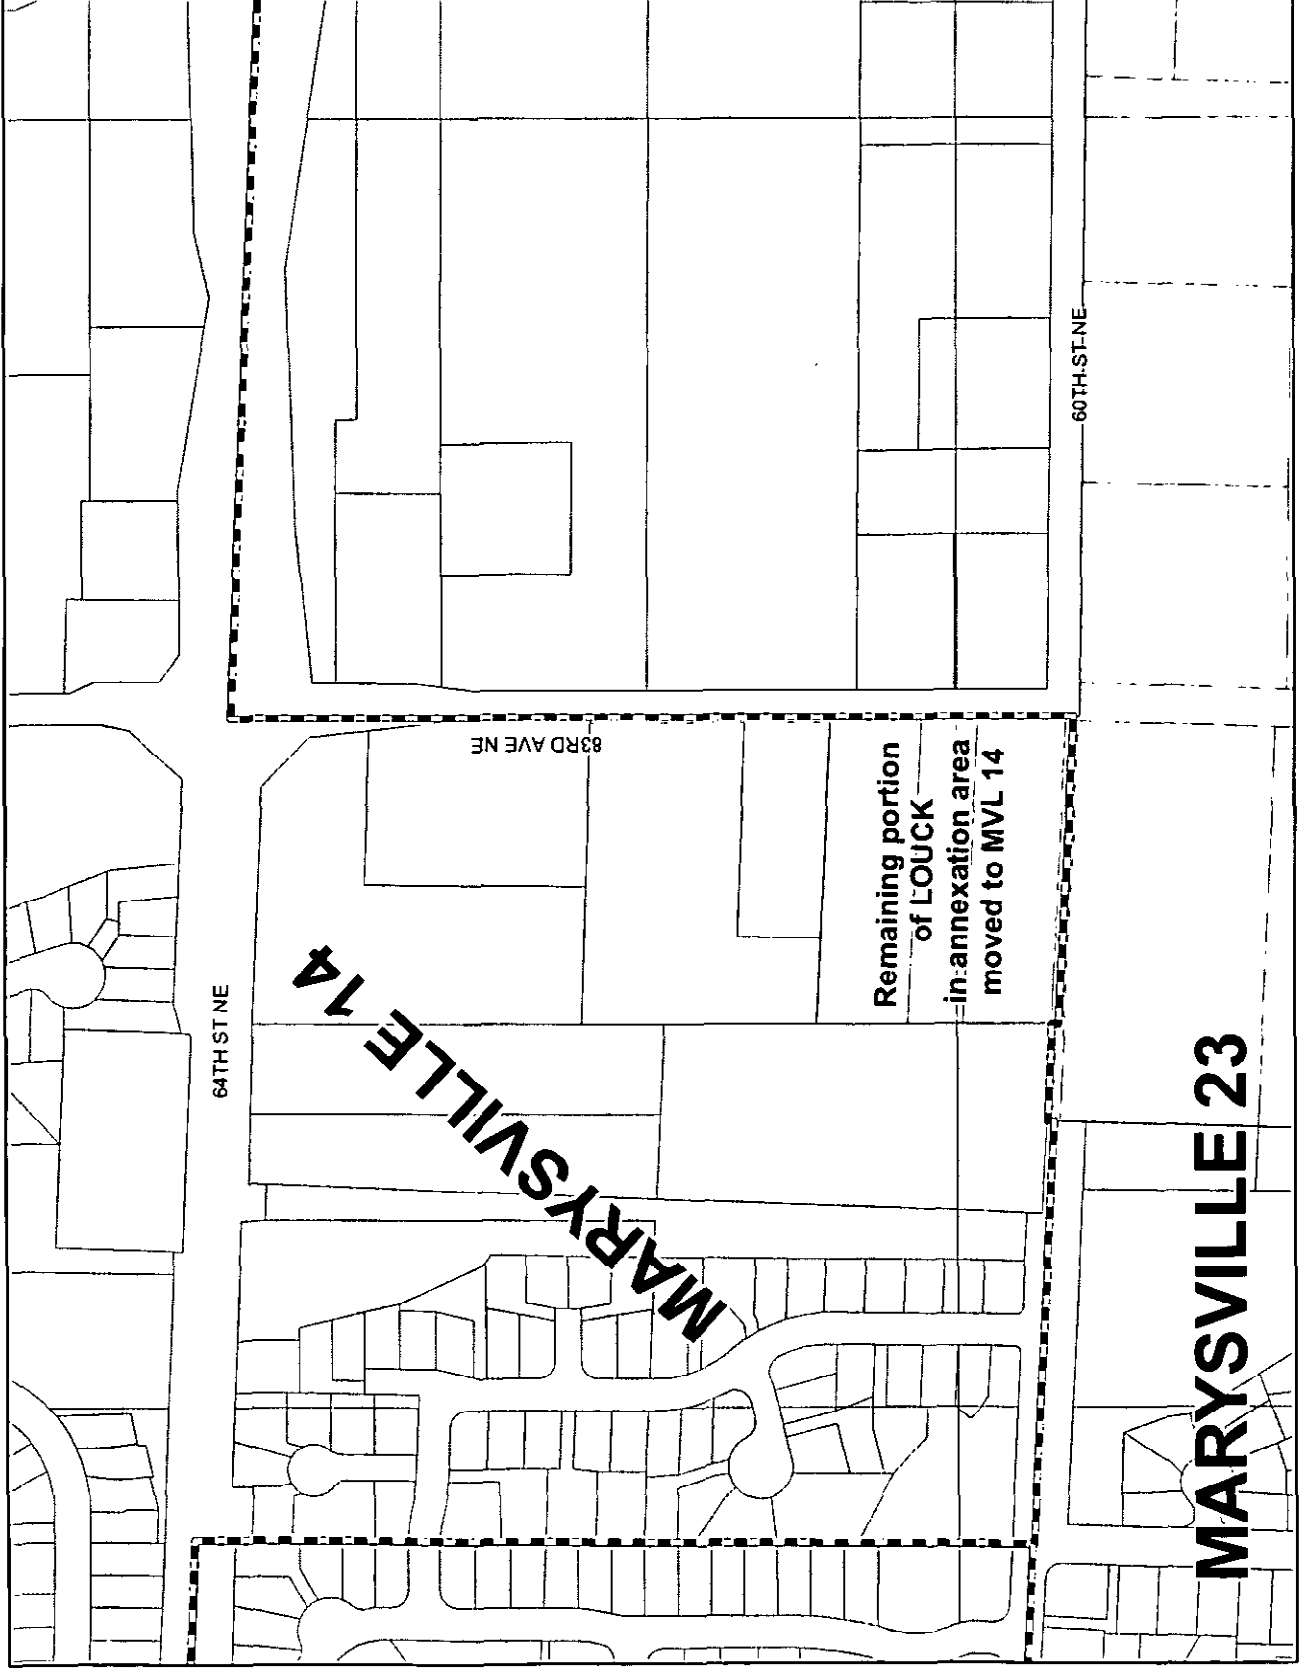 64TH ST NE
MARYSVILLE 14
83RD AVE NE
Remaining portion
of LOUCK
in annexation area
moved to MVL 14
60TH ST NE
MARYSVILLE 23